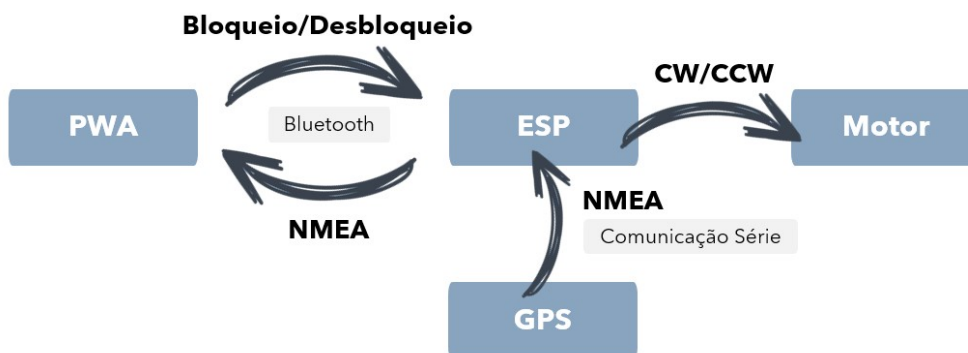 Bloqueio/Desbloqueio
CW/CCW
PWA
Bluetooth
ESP
Motor
NMEA
NMEA
Comunicação Série
GPS